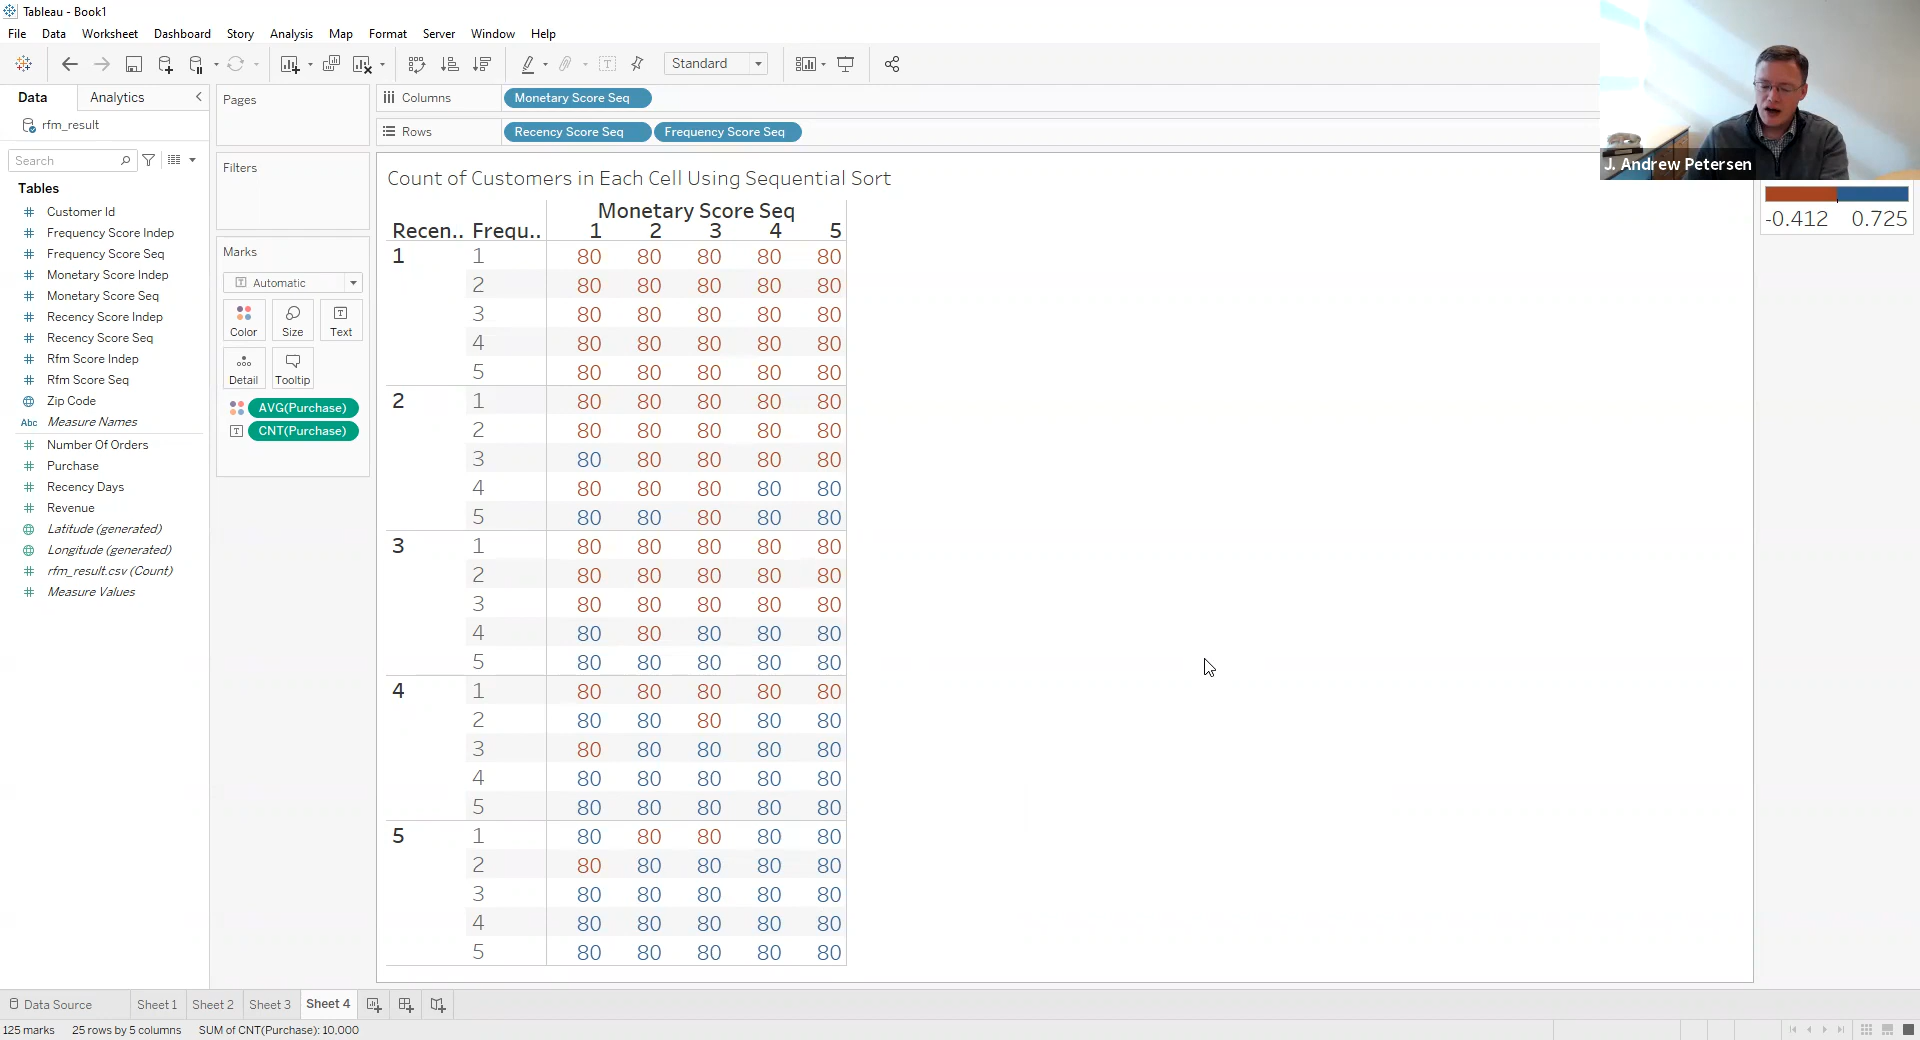 Tableau - Book1
File Data Worksheet Dashboard Story Analysis Map Format Server Window Help
Standard
Data Analytics
rfm_result
Search
Tables
Customer Id
Frequency Score Indep
Frequency Score Seq
Monetary Score Indep
Monetary Score Seq
Recency Score Indep
Recency Score Seq
Rfm Score Indep
Rfm Score Seq
Zip Code
Abc Measure Names
Number Of Orders
Purchase
Recency Days
Revenue
Latitude (generated)
Longitude (generated)
rfm_result.csv (Count)
Measure Values
Pages
Filters
Marks
Automatic
Color Size Text
Detail Tooltip
AVG(Purchase)
CNT(Purchase)
Columns Monetary Score Seq
Rows Recency Score Seq Frequency Score Seq
Count of Customers in Each Cell Using Sequential Sort
Monetary Score Seq
Recen.. Frequ.. 1 2 3 4 5
1 1 80 80 80 80 80
2 80 80 80 80 80
3 80 80 80 80 80
4 80 80 80 80 80
5 80 80 80 80 80
2 1 80 80 80 80 80
2 80 80 80 80 80
3 80 80 80 80 80
4 80 80 80 80 80
5 80 80 80 80 80
3 1 80 80 80 80 80
2 80 80 80 80 80
3 80 80 80 80 80
4 80 80 80 80 80
5 80 80 80 80 80
4 1 80 80 80 80 80
2 80 80 80 80 80
3 80 80 80 80 80
4 80 80 80 80 80
5 80 80 80 80 80
5 1 80 80 80 80 80
2 80 80 80 80 80
3 80 80 80 80 80
4 80 80 80 80 80
5 80 80 80 80 80
J. Andrew Petersen
-0.412 0.725
Data Source Sheet 1 Sheet 2 Sheet 3 Sheet 4
125 marks 25 rows by 5 columns SUM of CNT(Purchase): 10,000